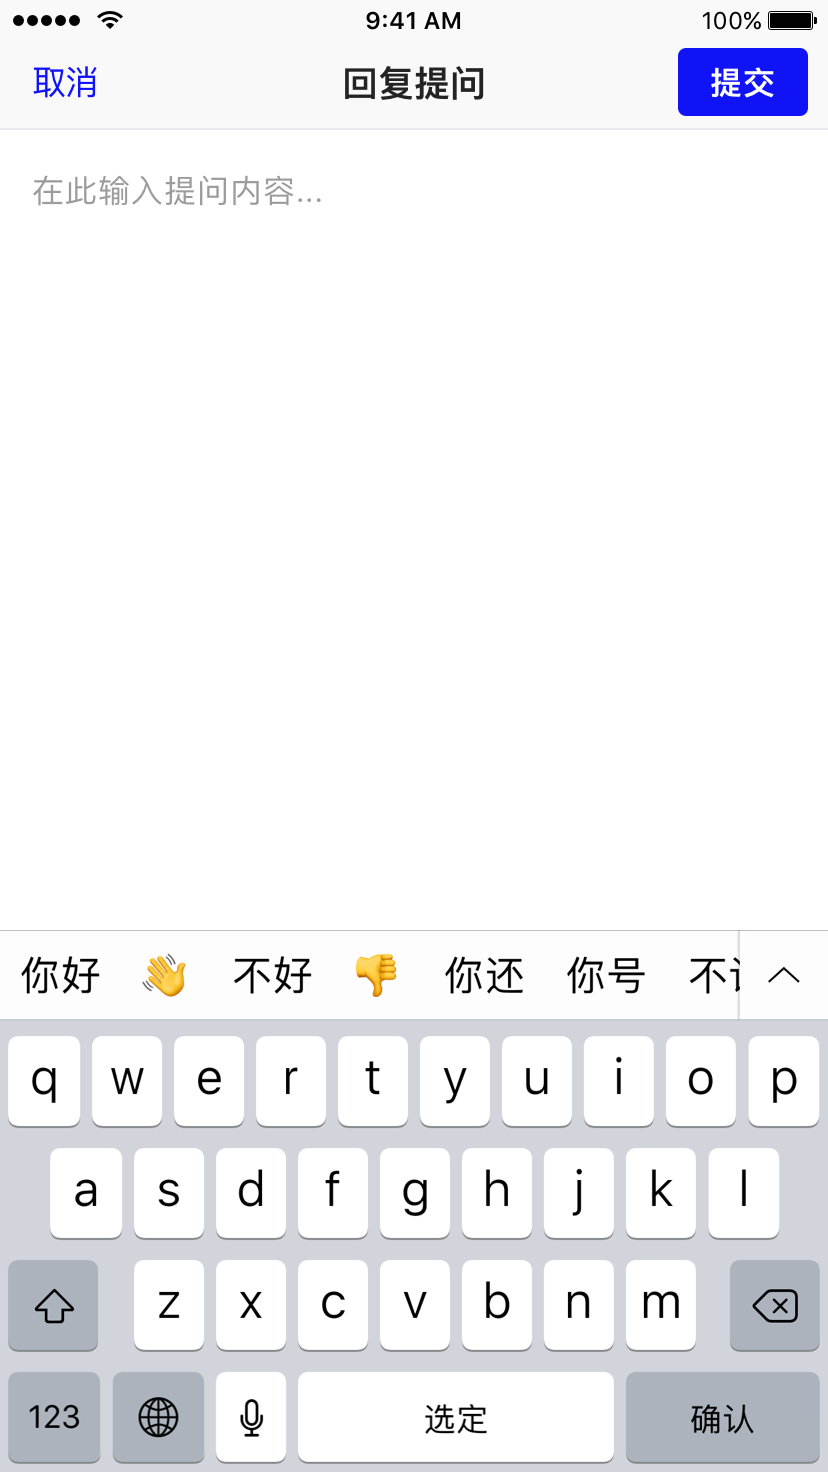 9:41 AM 100%
取消 回复提问 提交
在此输入提问内容...
你好 👋 不好 👎 你还 你号 不
q w e r t y u i o p
a s d f g h j k l
z x c v b n m
123 选定 确认